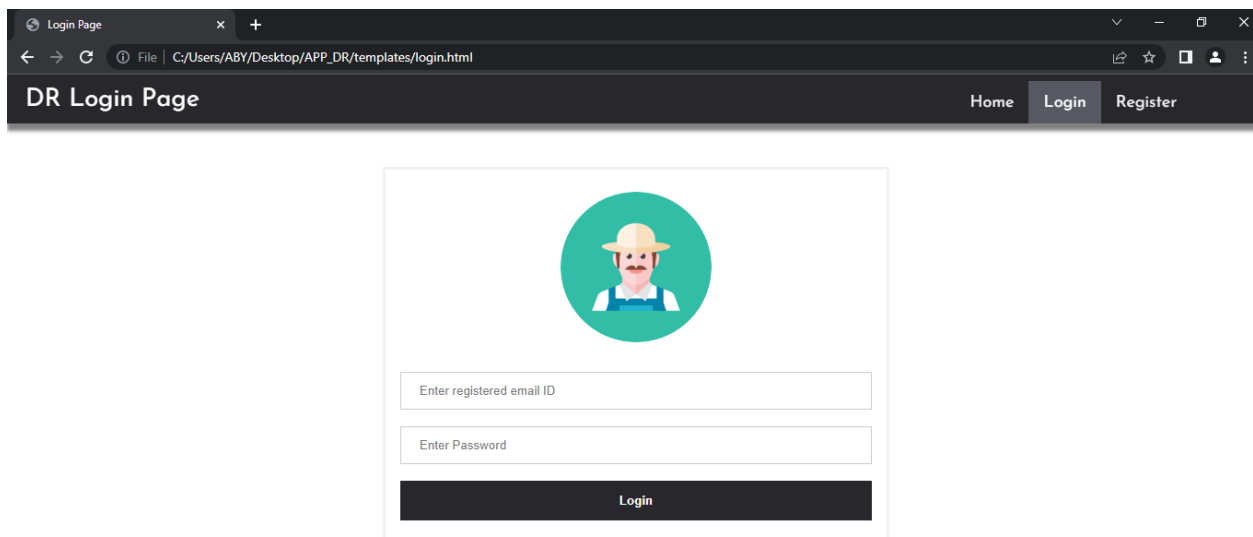 Login Page
File | C:/Users/ABY/Desktop/APP_DR/templates/login.html
DR Login Page
Home Login Register
Enter registered email ID
Enter Password
Login